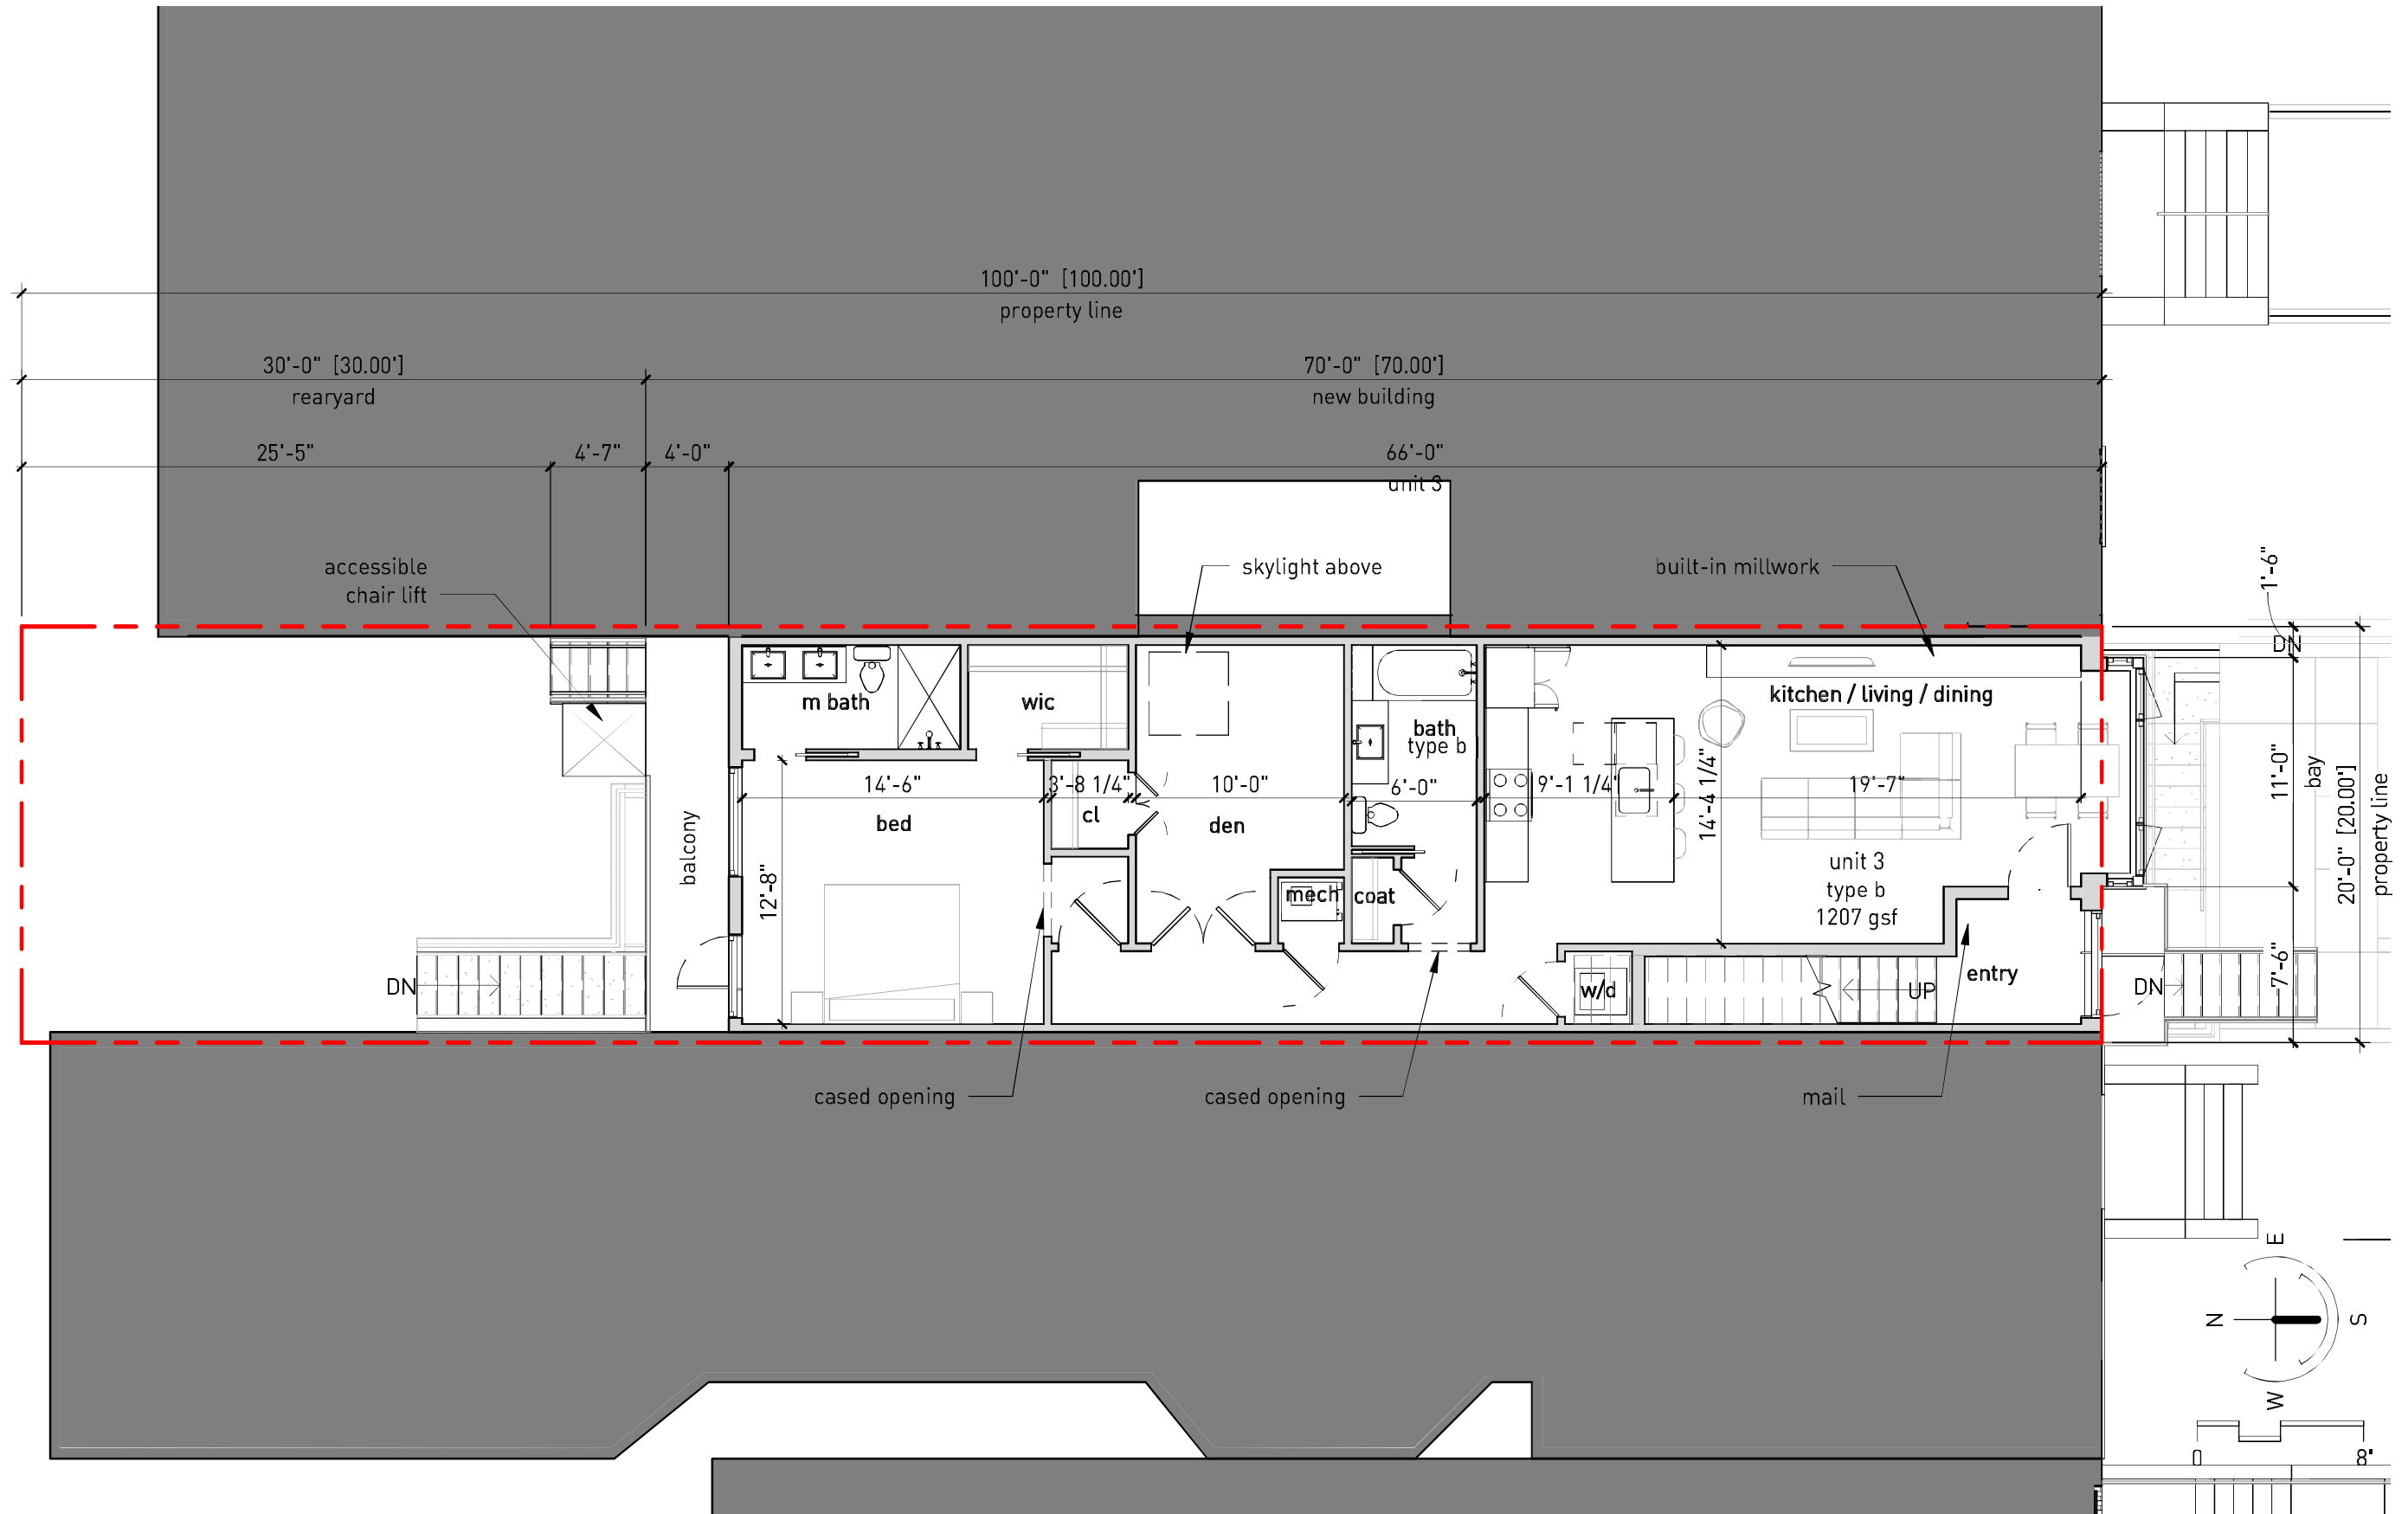 100'-0" [100.00']
property line
30'-0" [30.00']
rearyard
70'-0" [70.00']
new building
25'-5"
4'-7"
4'-0"
66'-0"
unit 3
accessible
chair lift
skylight above
built-in millwork
1'-6"
DN
m bath
wic
bath
type b
kitchen / living / dining
14'-6"
3'-8 1/4"
10'-0"
6'-0"
9'-1 1/4"
14'-4 1/4"
19'-7"
11'-0"
bay
20'-0" [20.00']
property line
balcony
bed
cl
den
12'-8"
mech
coat
unit 3
type b
1207 gsf
7'-6"
DN
w/d
UP
entry
DN
cased opening
cased opening
mail
E
N
S
W
0
8'